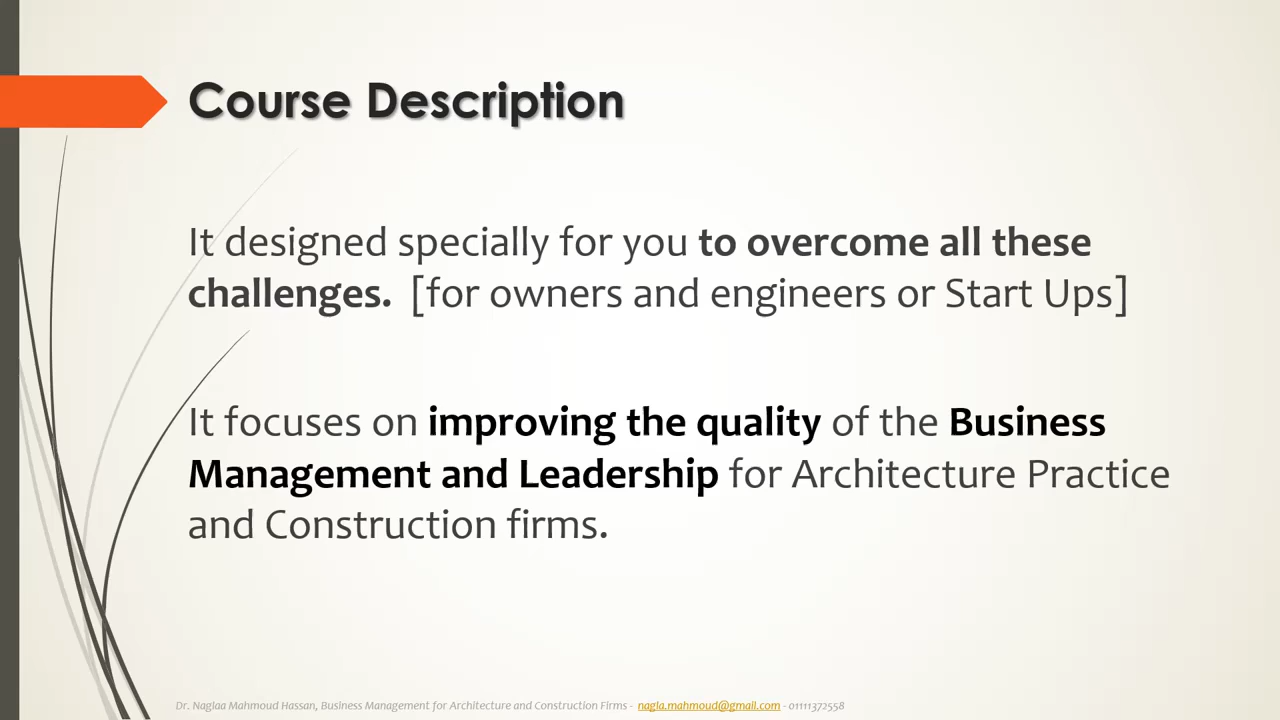 Course Description
It designed specially for you to overcome all these
challenges. [for owners and engineers or Start Ups]
It focuses on improving the quality of the Business
Management and Leadership for Architecture Practice
and Construction firms.
Dr. Naglaa Mahmoud Hassan, Business Management for Architecture and Construction Firms - nagla.mahmoud@gmail.com - 01111372558